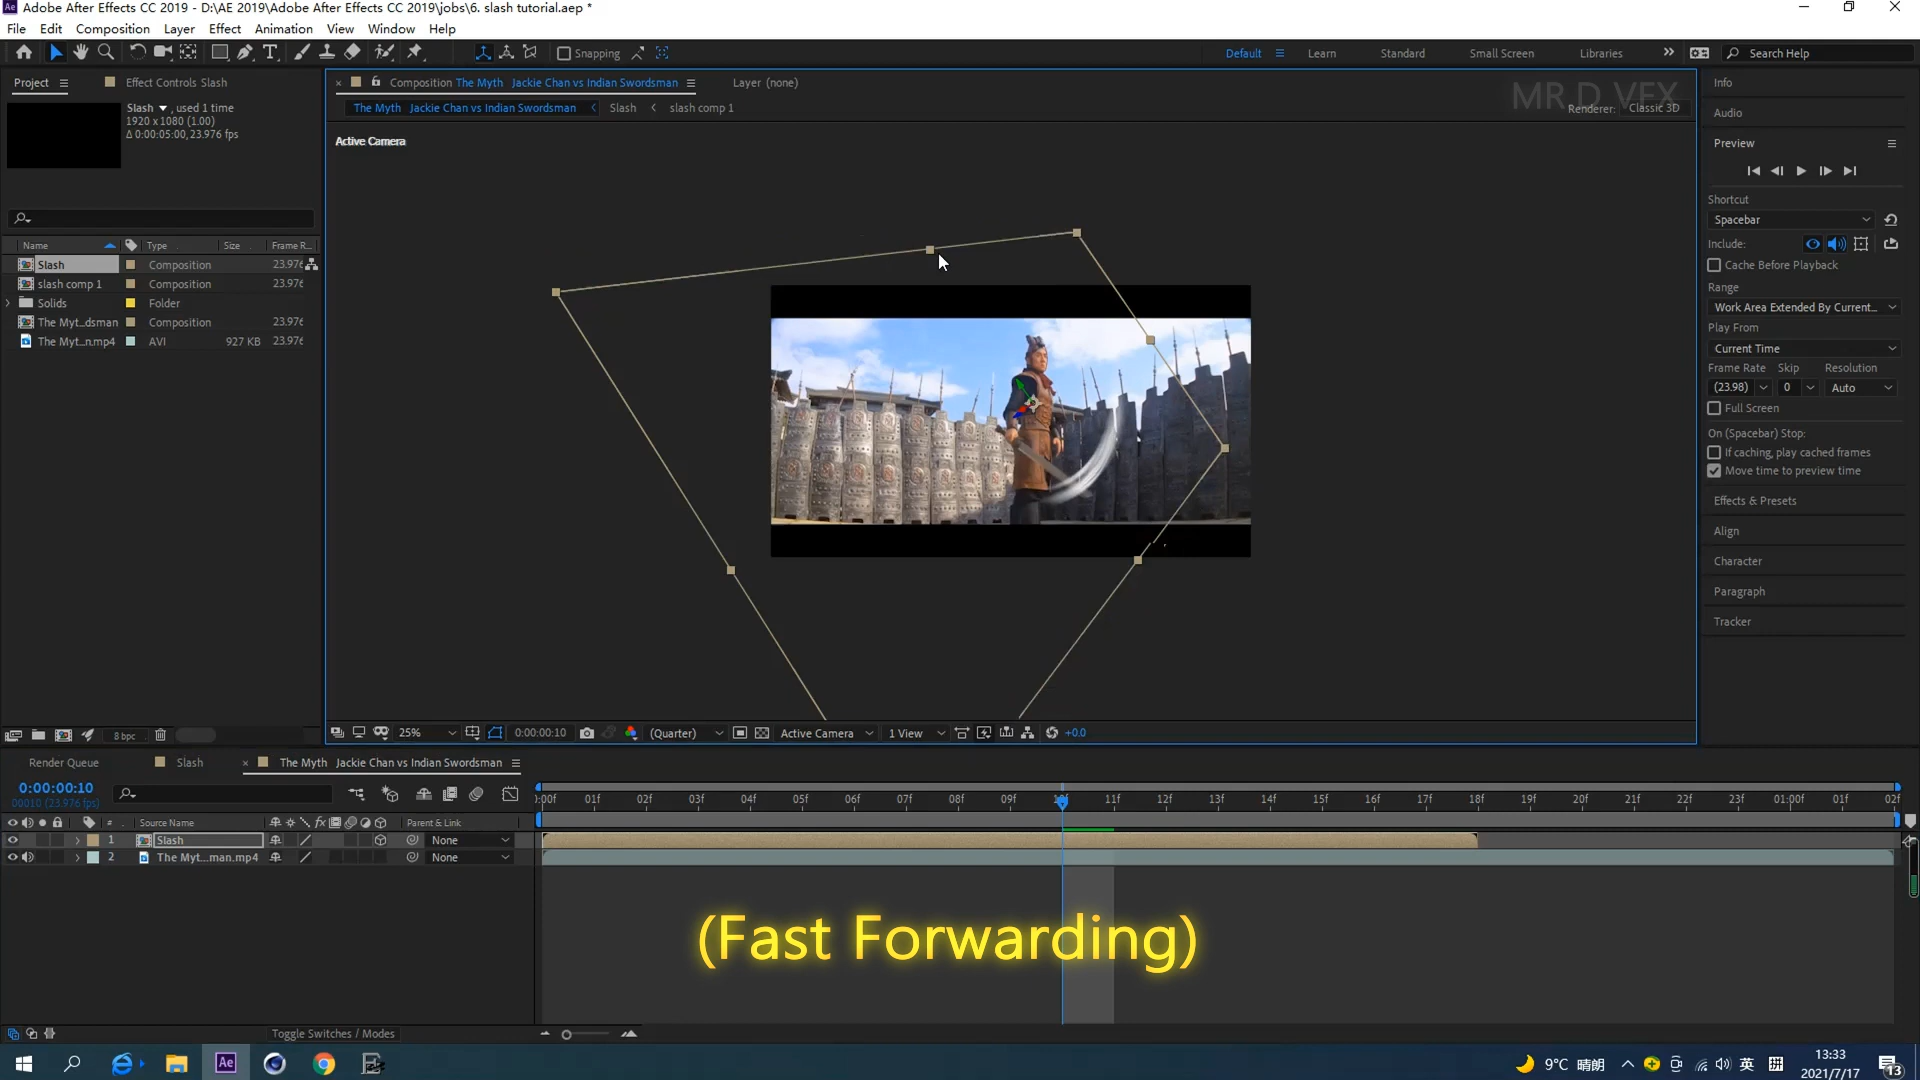 Adobe After Effects CC 2019 - D:\AE 2019\Adobe After Effects CC 2019\jobs\6. slash tutorial.aep *
File Edit Composition Layer Effect Animation View Window Help
Snapping Default Learn Standard Small Screen Libraries Search Help
Project Effect Controls Slash
Composition The Myth Jackie Chan vs Indian Swordsman Layer (none)
Info
The Myth Jackie Chan vs Indian Swordsman Slash slash comp 1
MR D VFX
Renderer: Classic 3D
Slash , used 1 time
1920 x 1080 (1.00)
Δ 0:00:05:00, 23.976 fps
Audio
Active Camera
Preview
Shortcut
Spacebar
Include:
Cache Before Playback
Range
Work Area Extended By Current...
Play From
Current Time
Frame Rate Skip Resolution
(23.98) 0 Auto
Full Screen
On (Spacebar) Stop:
If caching, play cached frames
Move time to preview time
Effects & Presets
Align
Character
Paragraph
Tracker
Name Type Size Frame R...
Slash Composition 23.976
slash comp 1 Composition 23.976
Solids Folder
The Myt...dsman Composition 23.976
The Myt...n.mp4 AVI 927 KB 23.976
8 bpc
25% 0:00:00:10 (Quarter) Active Camera 1 View +0.0
Render Queue Slash The Myth Jackie Chan vs Indian Swordsman
0:00:00:10
00010 (23.976 fps)
:00f 01f 02f 03f 04f 05f 06f 07f 08f 09f 10f 11f 12f 13f 14f 15f 16f 17f 18f 19f 20f 21f 22f 23f 01:00f 01f 02f
# Source Name fx Parent & Link
1 Slash None
2 The Myt...man.mp4 None
(Fast Forwarding)
Toggle Switches / Modes
Ae 9°C 晴朗 英 拼 13:33
2021/7/17 13